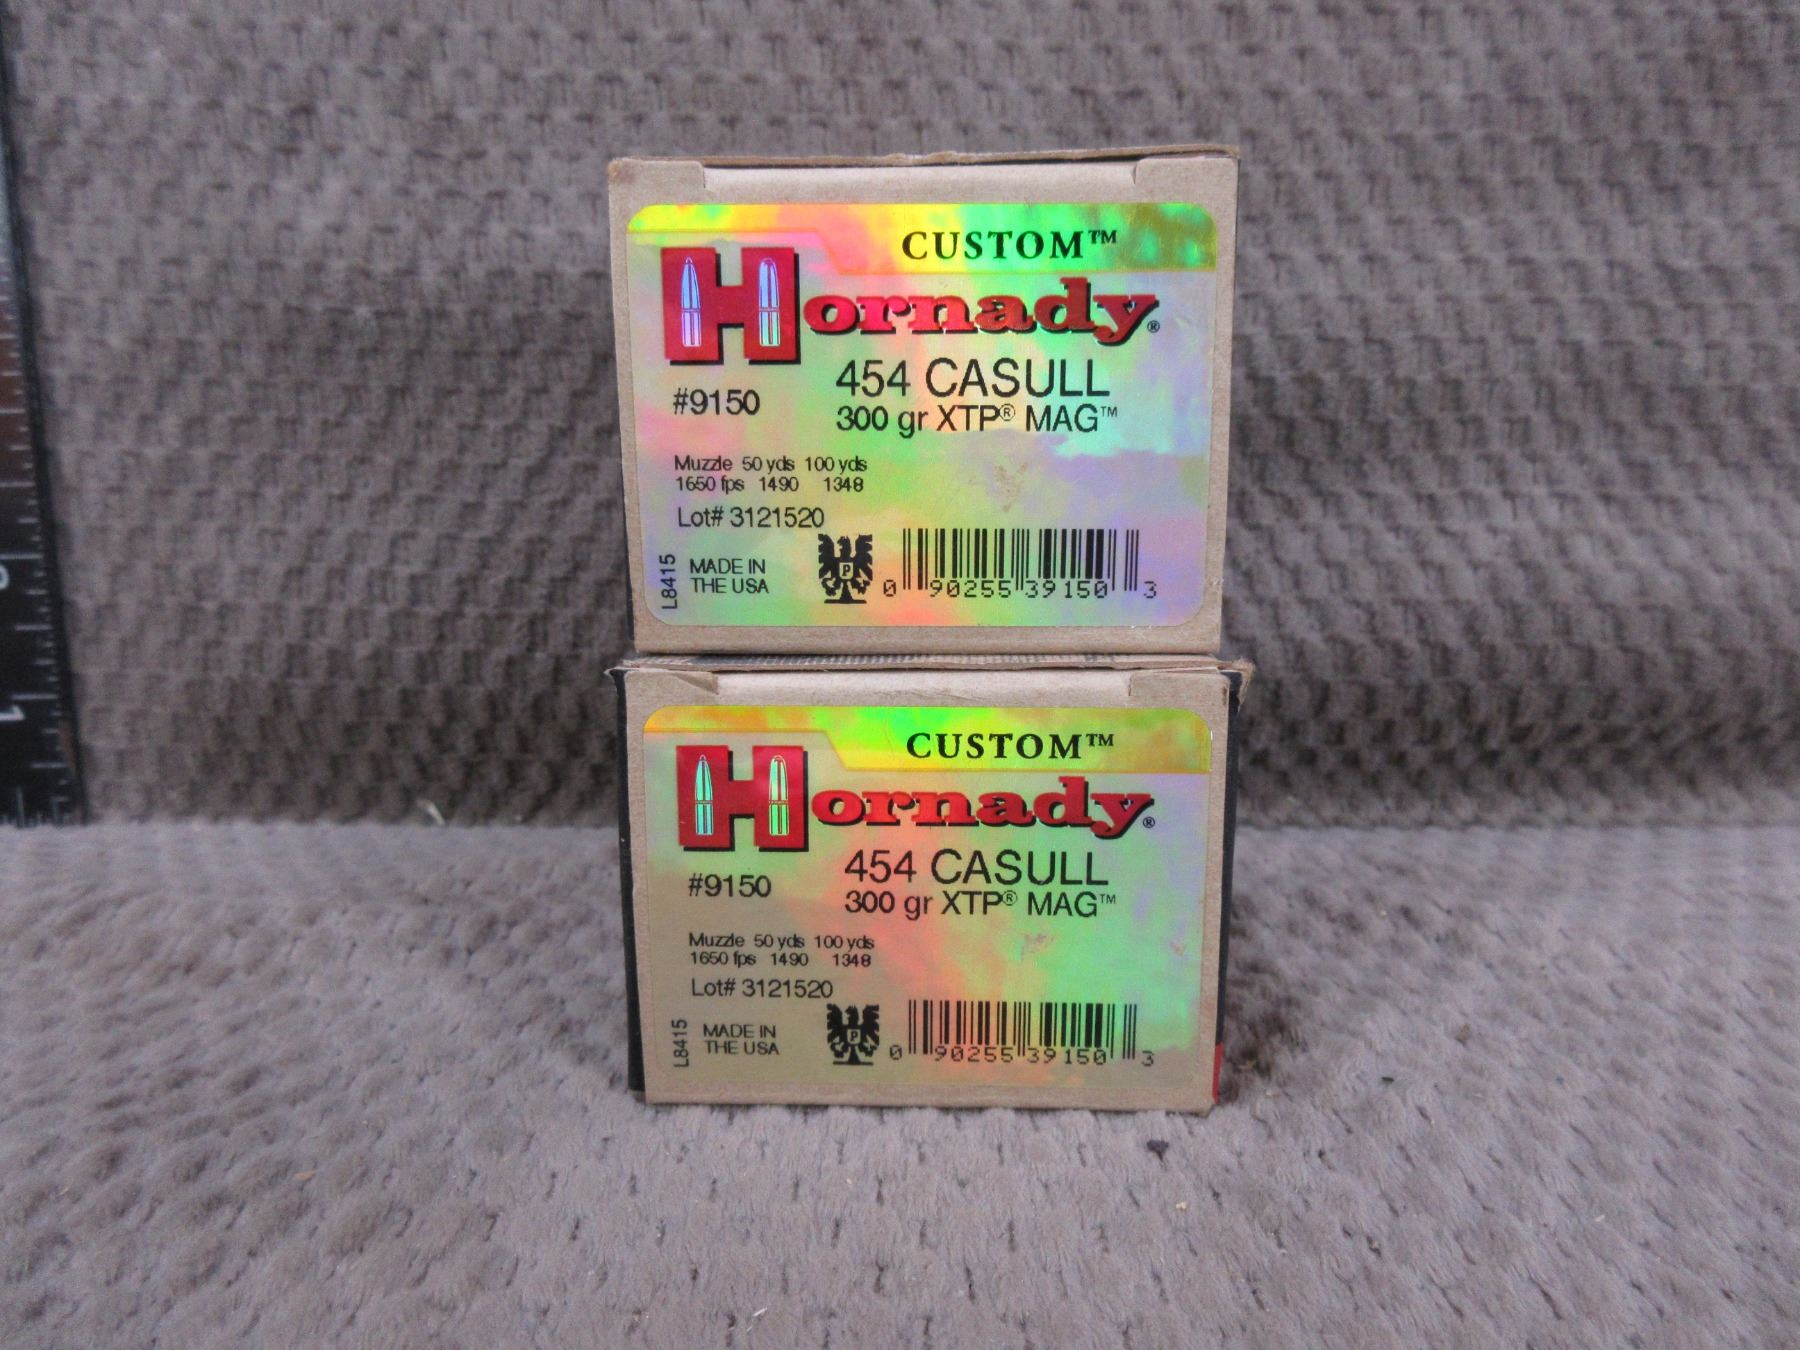 CUSTOM™
Hornady®
454 CASULL
#9150
300 gr XTP® MAG™
Muzzle 50 yds 100 yds
1650 fps 1490 1348
Lot# 3121520
L8415
MADE IN
THE USA
P
0 90255 39150 3
CUSTOM™
Hornady®
454 CASULL
#9150
300 gr XTP® MAG™
Muzzle 50 yds 100 yds
1650 fps 1490 1348
Lot# 3121520
L8415
MADE IN
THE USA
P
0 90255 39150 3
1